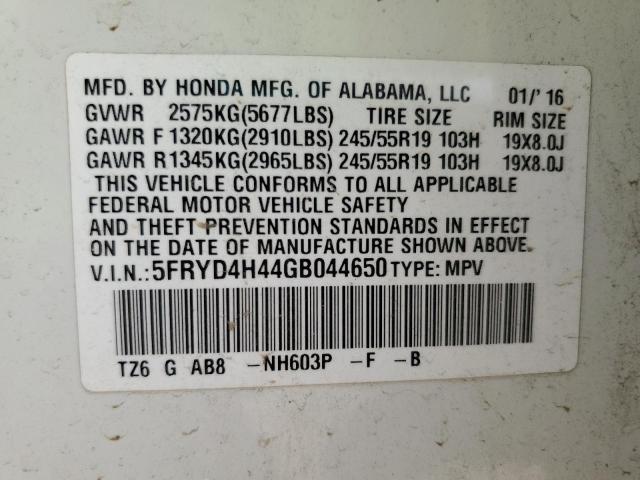 MFD. BY HONDA MFG. OF ALABAMA, LLC 01/'16
GVWR 2575KG(5677LBS) TIRE SIZE RIM SIZE
GAWR F 1320KG(2910LBS) 245/55R19 103H 19X8.0J
GAWR R 1345KG(2965LBS) 245/55R19 103H 19X8.0J
THIS VEHICLE CONFORMS TO ALL APPLICABLE
FEDERAL MOTOR VEHICLE SAFETY
AND THEFT PREVENTION STANDARDS IN EFFECT
ON THE DATE OF MANUFACTURE SHOWN ABOVE.
V.I.N.: 5FRYD4H44GB044650 TYPE: MPV
TZ6 G AB8 -NH603P -F -B